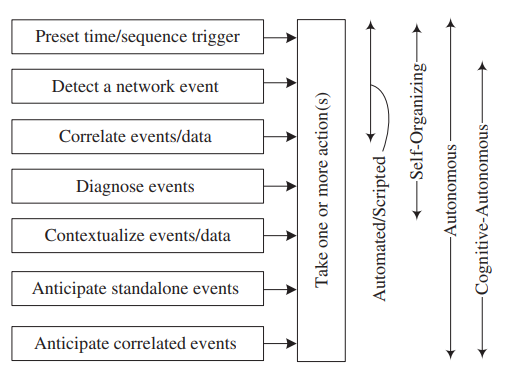 Preset time/sequence trigger
Detect a network event
Correlate events/data
Diagnose events
Contextualize events/data
Anticipate standalone events
Anticipate correlated events
Take one or more action(s)
Automated/Scripted
Self-Organizing
Autonomous
Cognitive-Autonomous